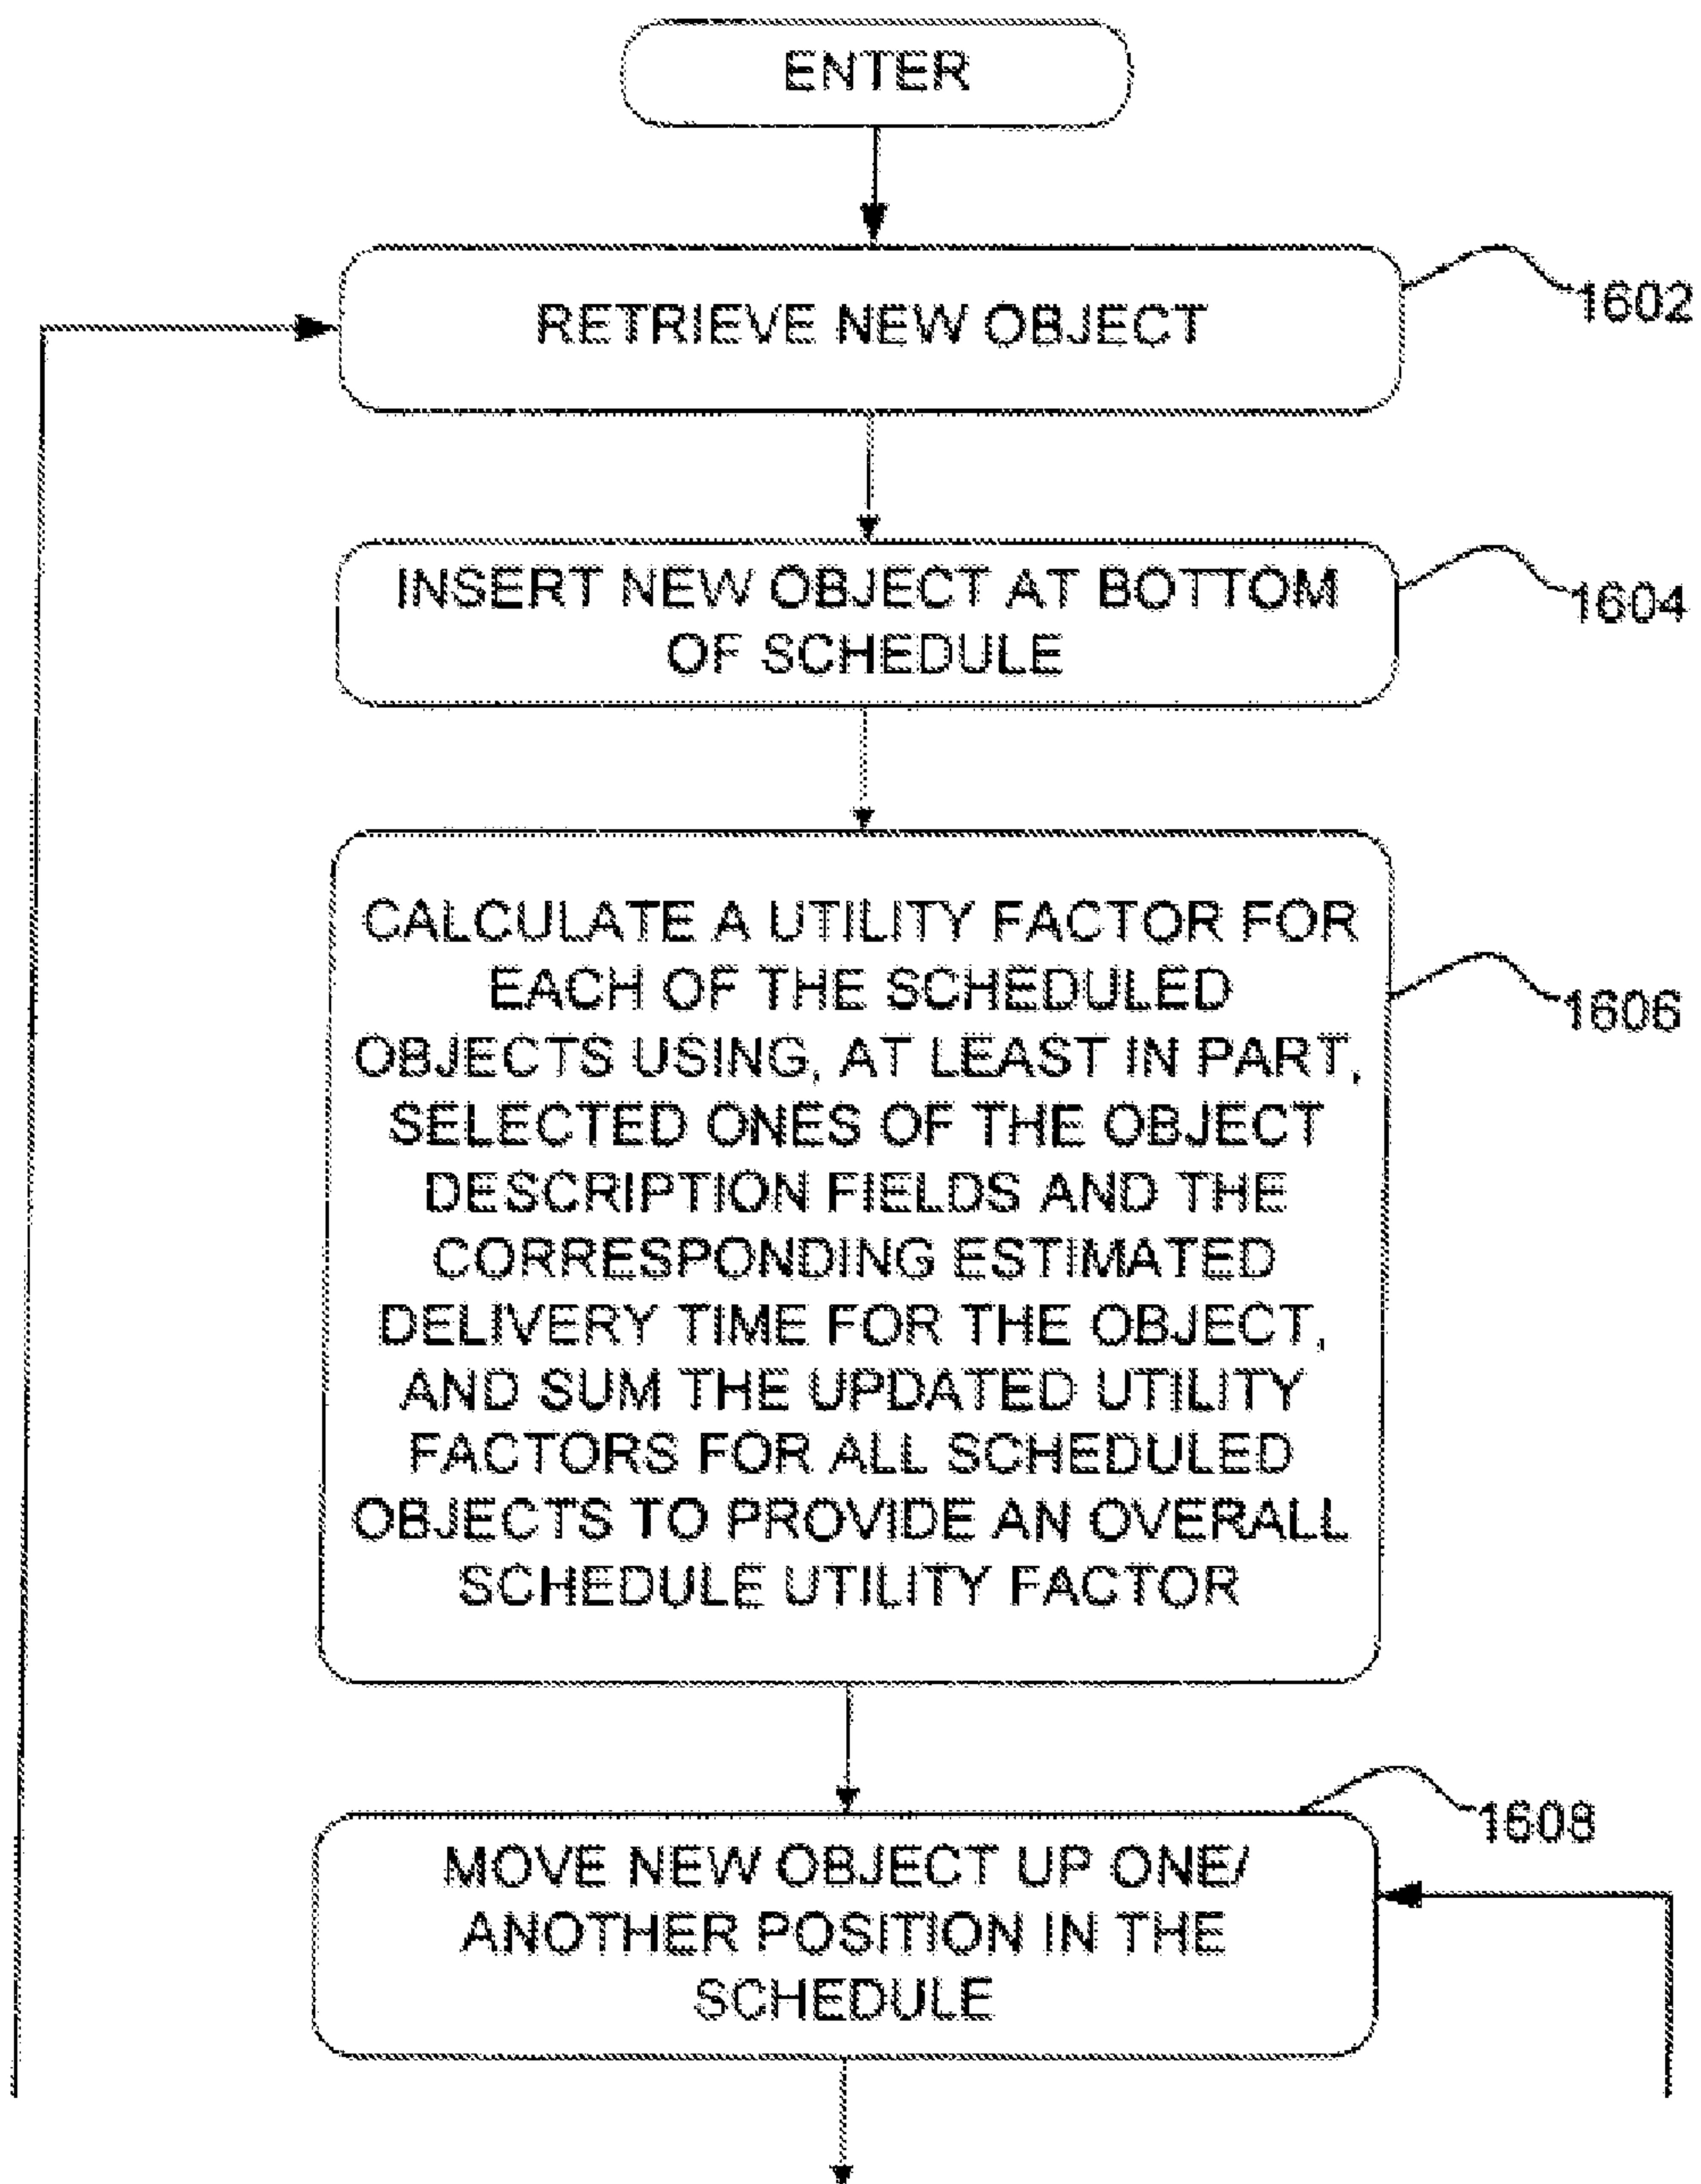 ENTER
RETRIEVE NEW OBJECT
1602
INSERT NEW OBJECT AT BOTTOM
OF SCHEDULE
1604
CALCULATE A UTILITY FACTOR FOR
EACH OF THE SCHEDULED
OBJECTS USING, AT LEAST IN PART,
SELECTED ONES OF THE OBJECT
DESCRIPTION FIELDS AND THE
CORRESPONDING ESTIMATED
DELIVERY TIME FOR THE OBJECT,
AND SUM THE UPDATED UTILITY
FACTORS FOR ALL SCHEDULED
OBJECTS TO PROVIDE AN OVERALL
SCHEDULE UTILITY FACTOR
1606
MOVE NEW OBJECT UP ONE/
ANOTHER POSITION IN THE
SCHEDULE
1608